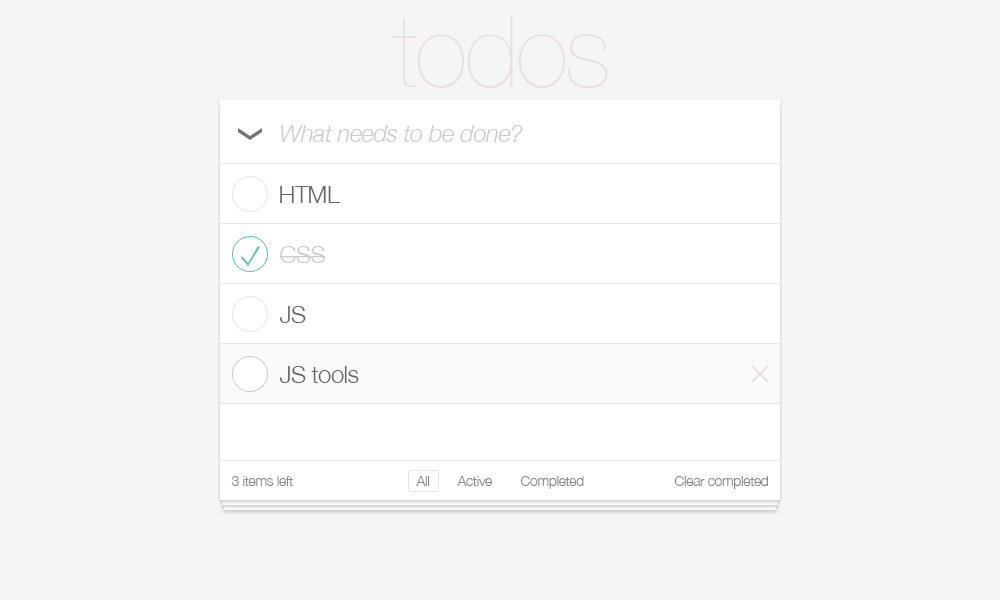 todos
What needs to be done?
HTML
CSS
JS
JS tools
3 items left All Active Completed Clear completed